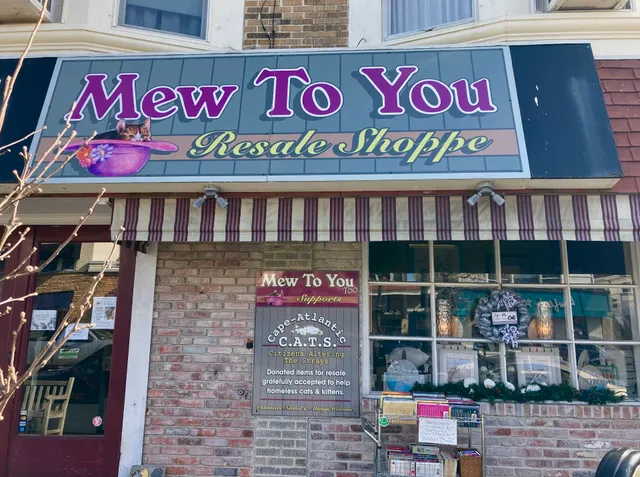 Mew To You
Resale Shoppe
Mew To You
Too
Supports
Cape-Atlantic
C.A.T.S.
Citizens Altering
The Strays
Donated items for resale
gratefully accepted to help
homeless cats & kittens.